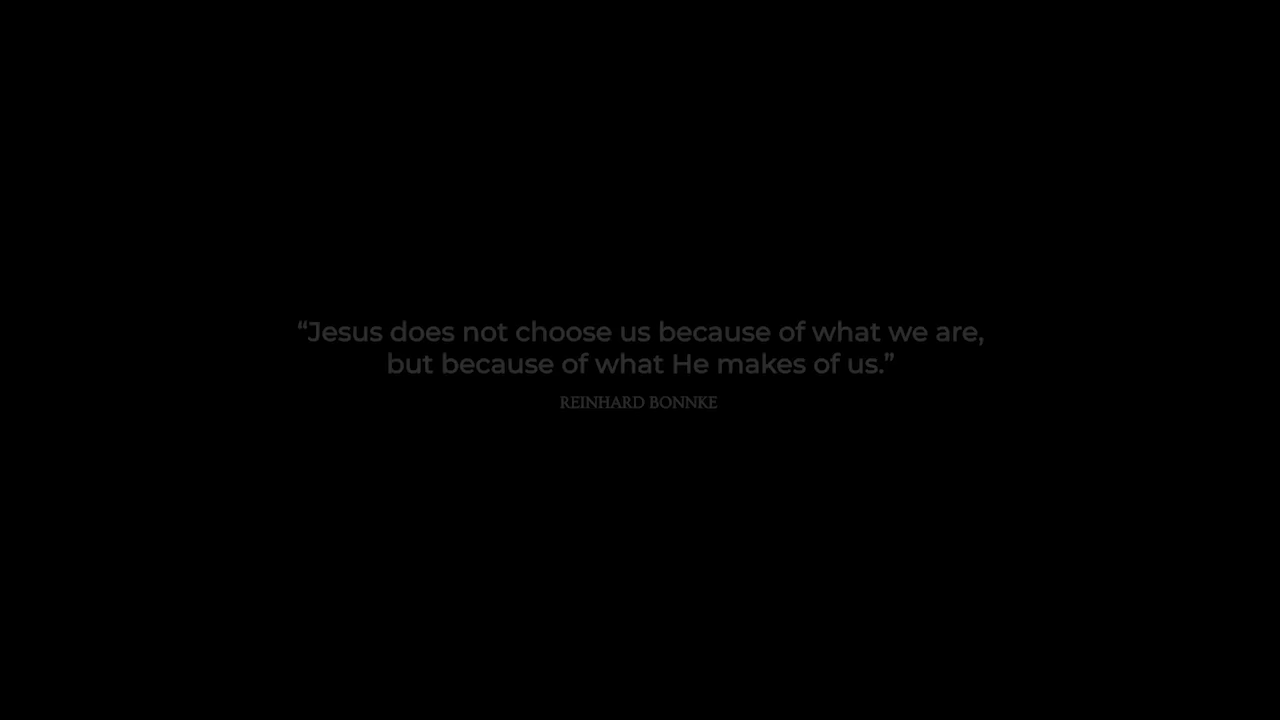 “Jesus does not choose us because of what we are,
but because of what He makes of us.”
REINHARD BONNKE